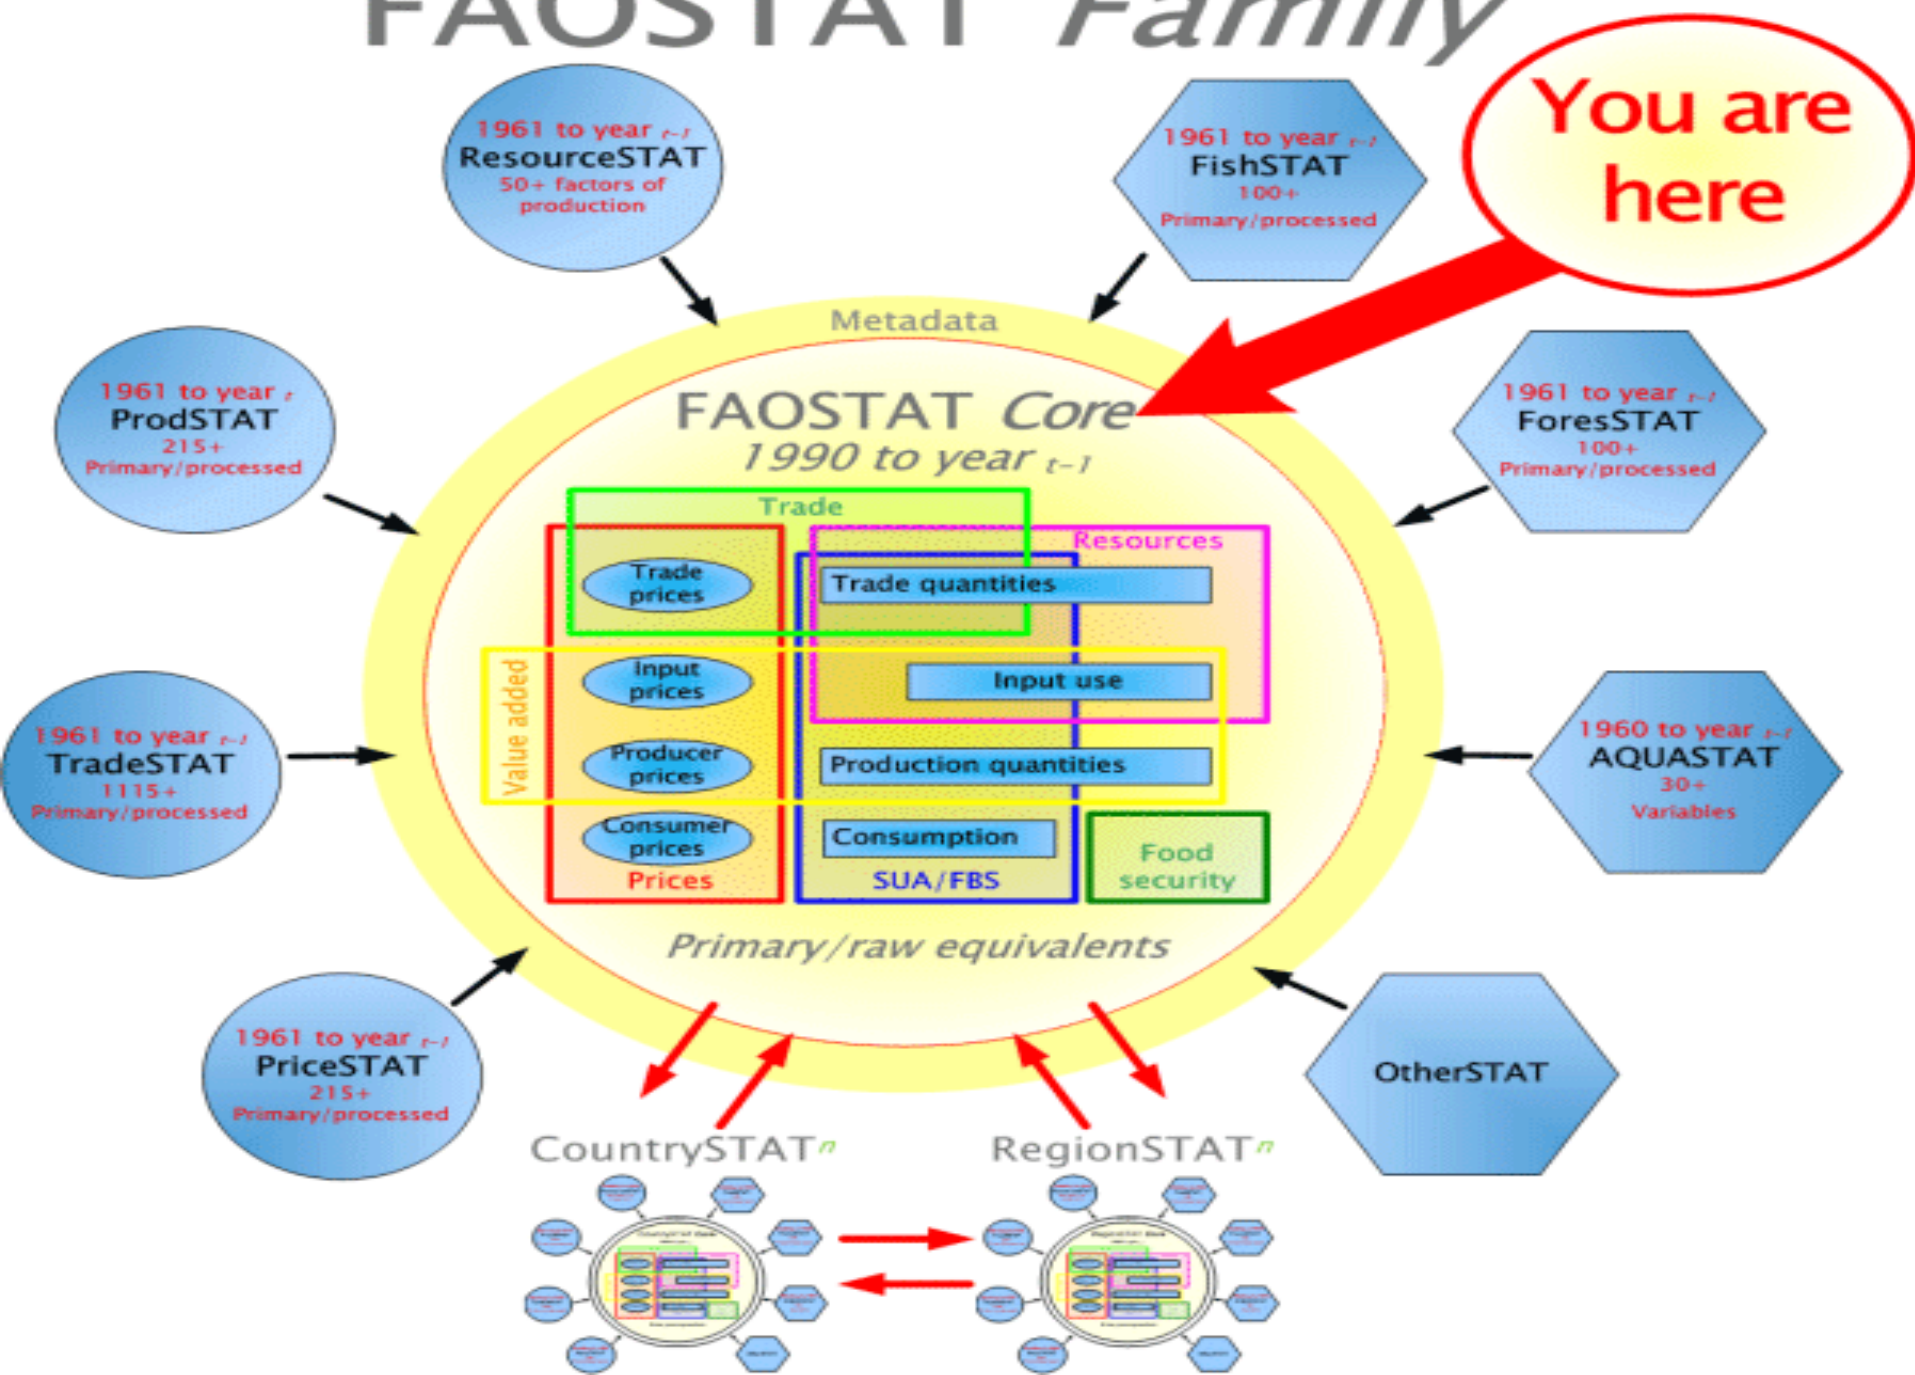 FAOSTAT Family
You are
here
1961 to year t-1
ResourceSTAT
50+ factors of
production
1961 to year t-1
FishSTAT
100+
Primary/processed
1961 to year t
ProdSTAT
215+
Primary/processed
1961 to year t-1
ForesSTAT
100+
Primary/processed
1961 to year t-1
TradeSTAT
1115+
Primary/processed
1960 to year t-1
AQUASTAT
30+
Variables
1961 to year t-1
PriceSTAT
215+
Primary/processed
OtherSTAT
Metadata
FAOSTAT Core
1990 to year t-1
Trade
Resources
Trade
prices
Trade quantities
Value added
Input
prices
Input use
Producer
prices
Production quantities
Consumer
prices
Consumption
Prices
SUA/FBS
Food
security
Primary/raw equivalents
CountrySTATn
RegionSTATn